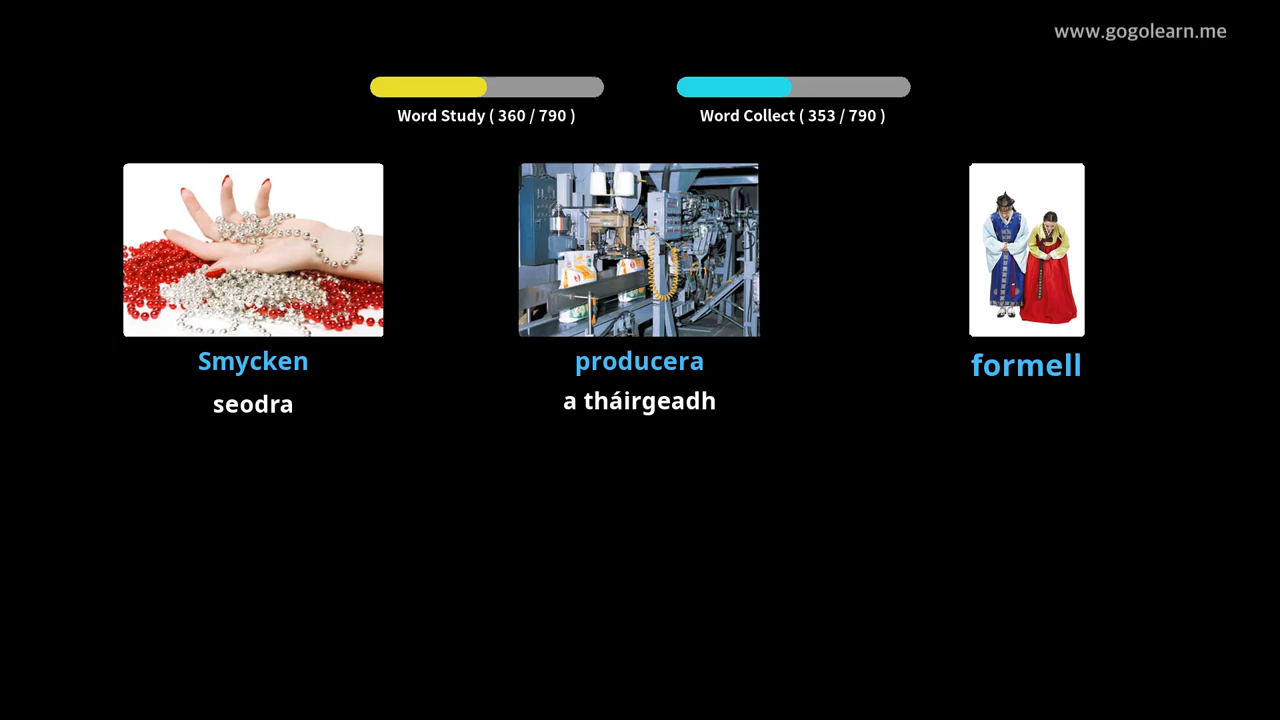 www.gogolearn.me
Word Study ( 360 / 790 )
Word Collect ( 353 / 790 )
Smycken
seodra
producera
a tháirgeadh
formell